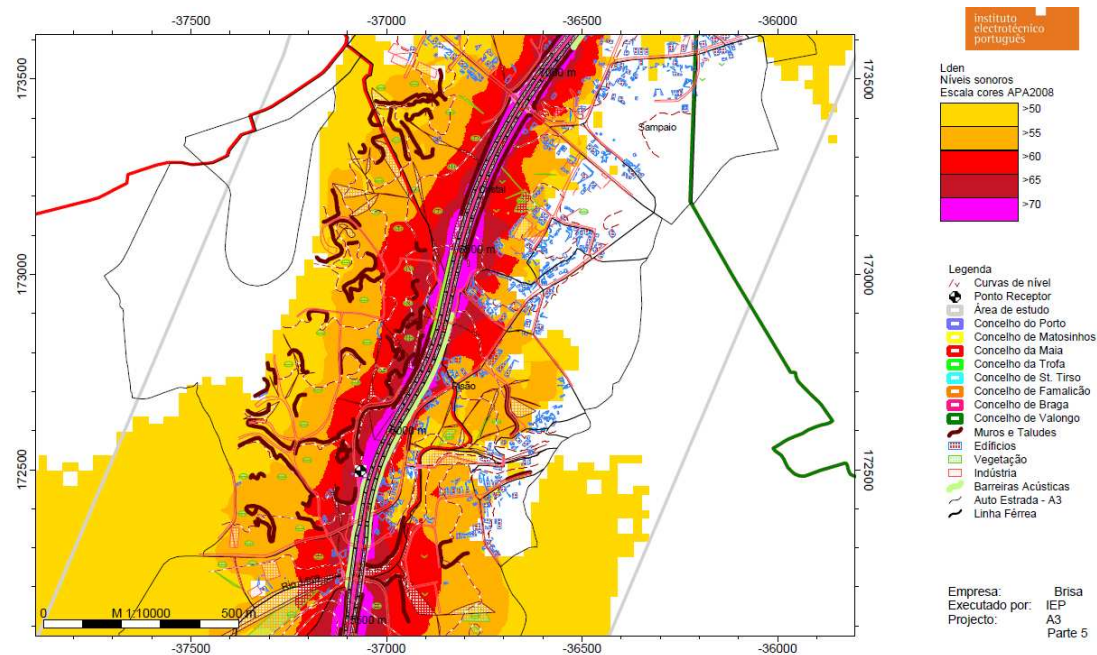 -37500
-37000
-36500
-36000
instituto
electrotécnico
português
Lden
Níveis sonoros
Escala cores APA2008
>50
>55
>60
>65
>70
173500
173500
Sampaio
173000
173000
172500
172500
0
M 1:10000
500 m
-37500
-37000
-36500
-36000
Legenda
Curvas de nível
Ponto Receptor
Área de estudo
Concelho do Porto
Concelho de Matosinhos
Concelho da Maia
Concelho da Trofa
Concelho de St. Tirso
Concelho de Famalicão
Concelho de Braga
Concelho de Valongo
Muros e Taludes
Edifícios
Vegetação
Indústria
Barreiras Acústicas
Auto Estrada - A3
Linha Férrea
Empresa: Brisa
Executado por: IEP
Projecto: A3
Parte 5